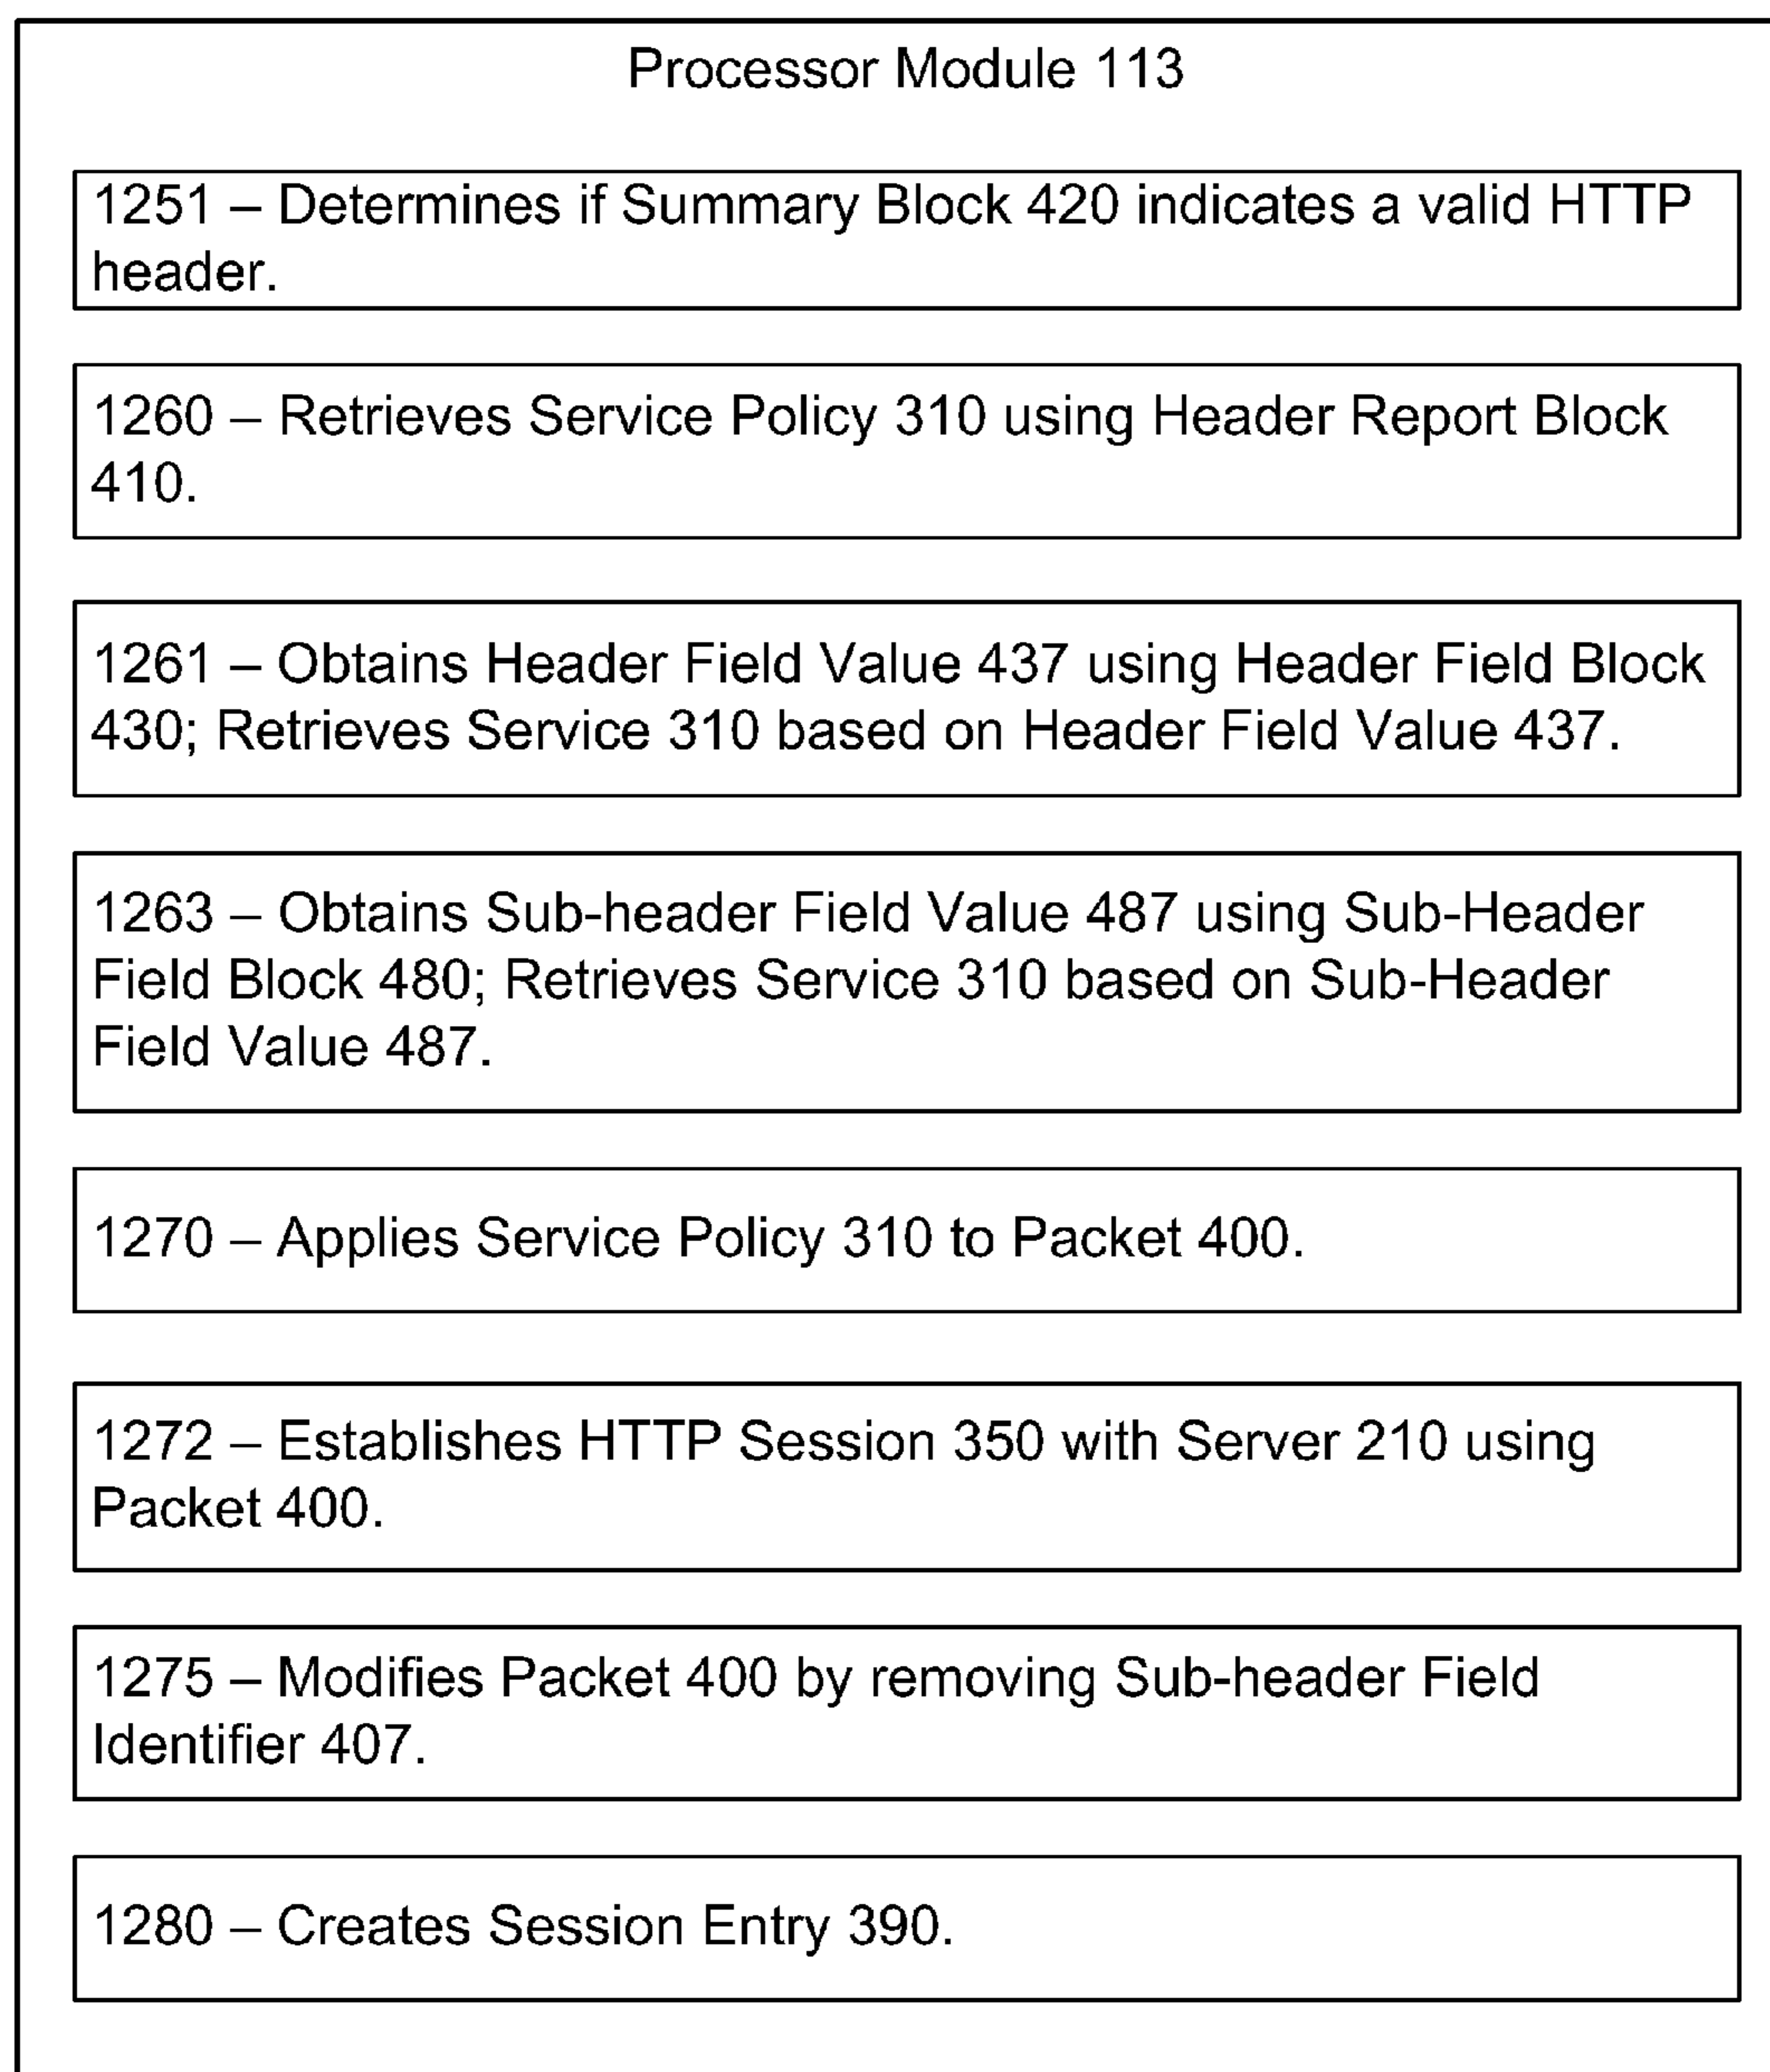 Processor Module 113
1251 – Determines if Summary Block 420 indicates a valid HTTP
header.
1260 – Retrieves Service Policy 310 using Header Report Block
410.
1261 – Obtains Header Field Value 437 using Header Field Block
430; Retrieves Service 310 based on Header Field Value 437.
1263 – Obtains Sub-header Field Value 487 using Sub-Header
Field Block 480; Retrieves Service 310 based on Sub-Header
Field Value 487.
1270 – Applies Service Policy 310 to Packet 400.
1272 – Establishes HTTP Session 350 with Server 210 using
Packet 400.
1275 – Modifies Packet 400 by removing Sub-header Field
Identifier 407.
1280 – Creates Session Entry 390.